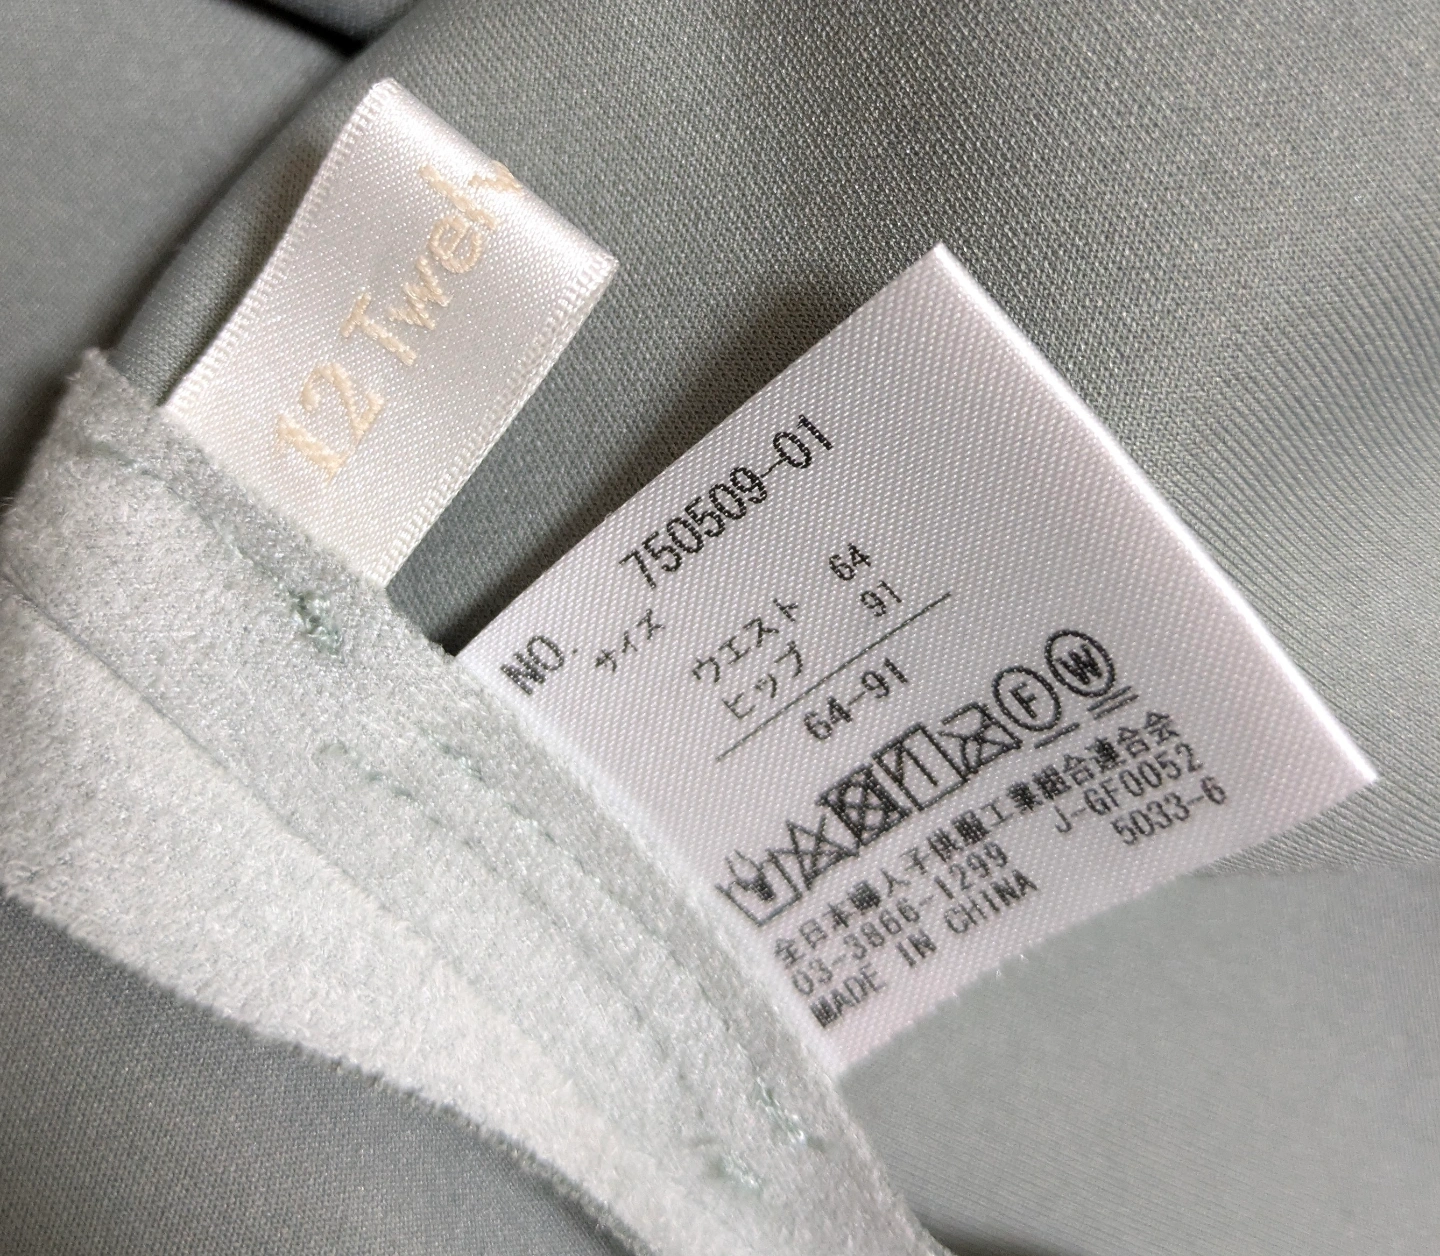 12 Twelv
NO. 750509-01
サイズ
ウエスト 64
ヒップ 91
64-91
F W
全日本婦人子供服工業組合連合会
03-3866-1299 J-GF0052
MADE IN CHINA 5033-6